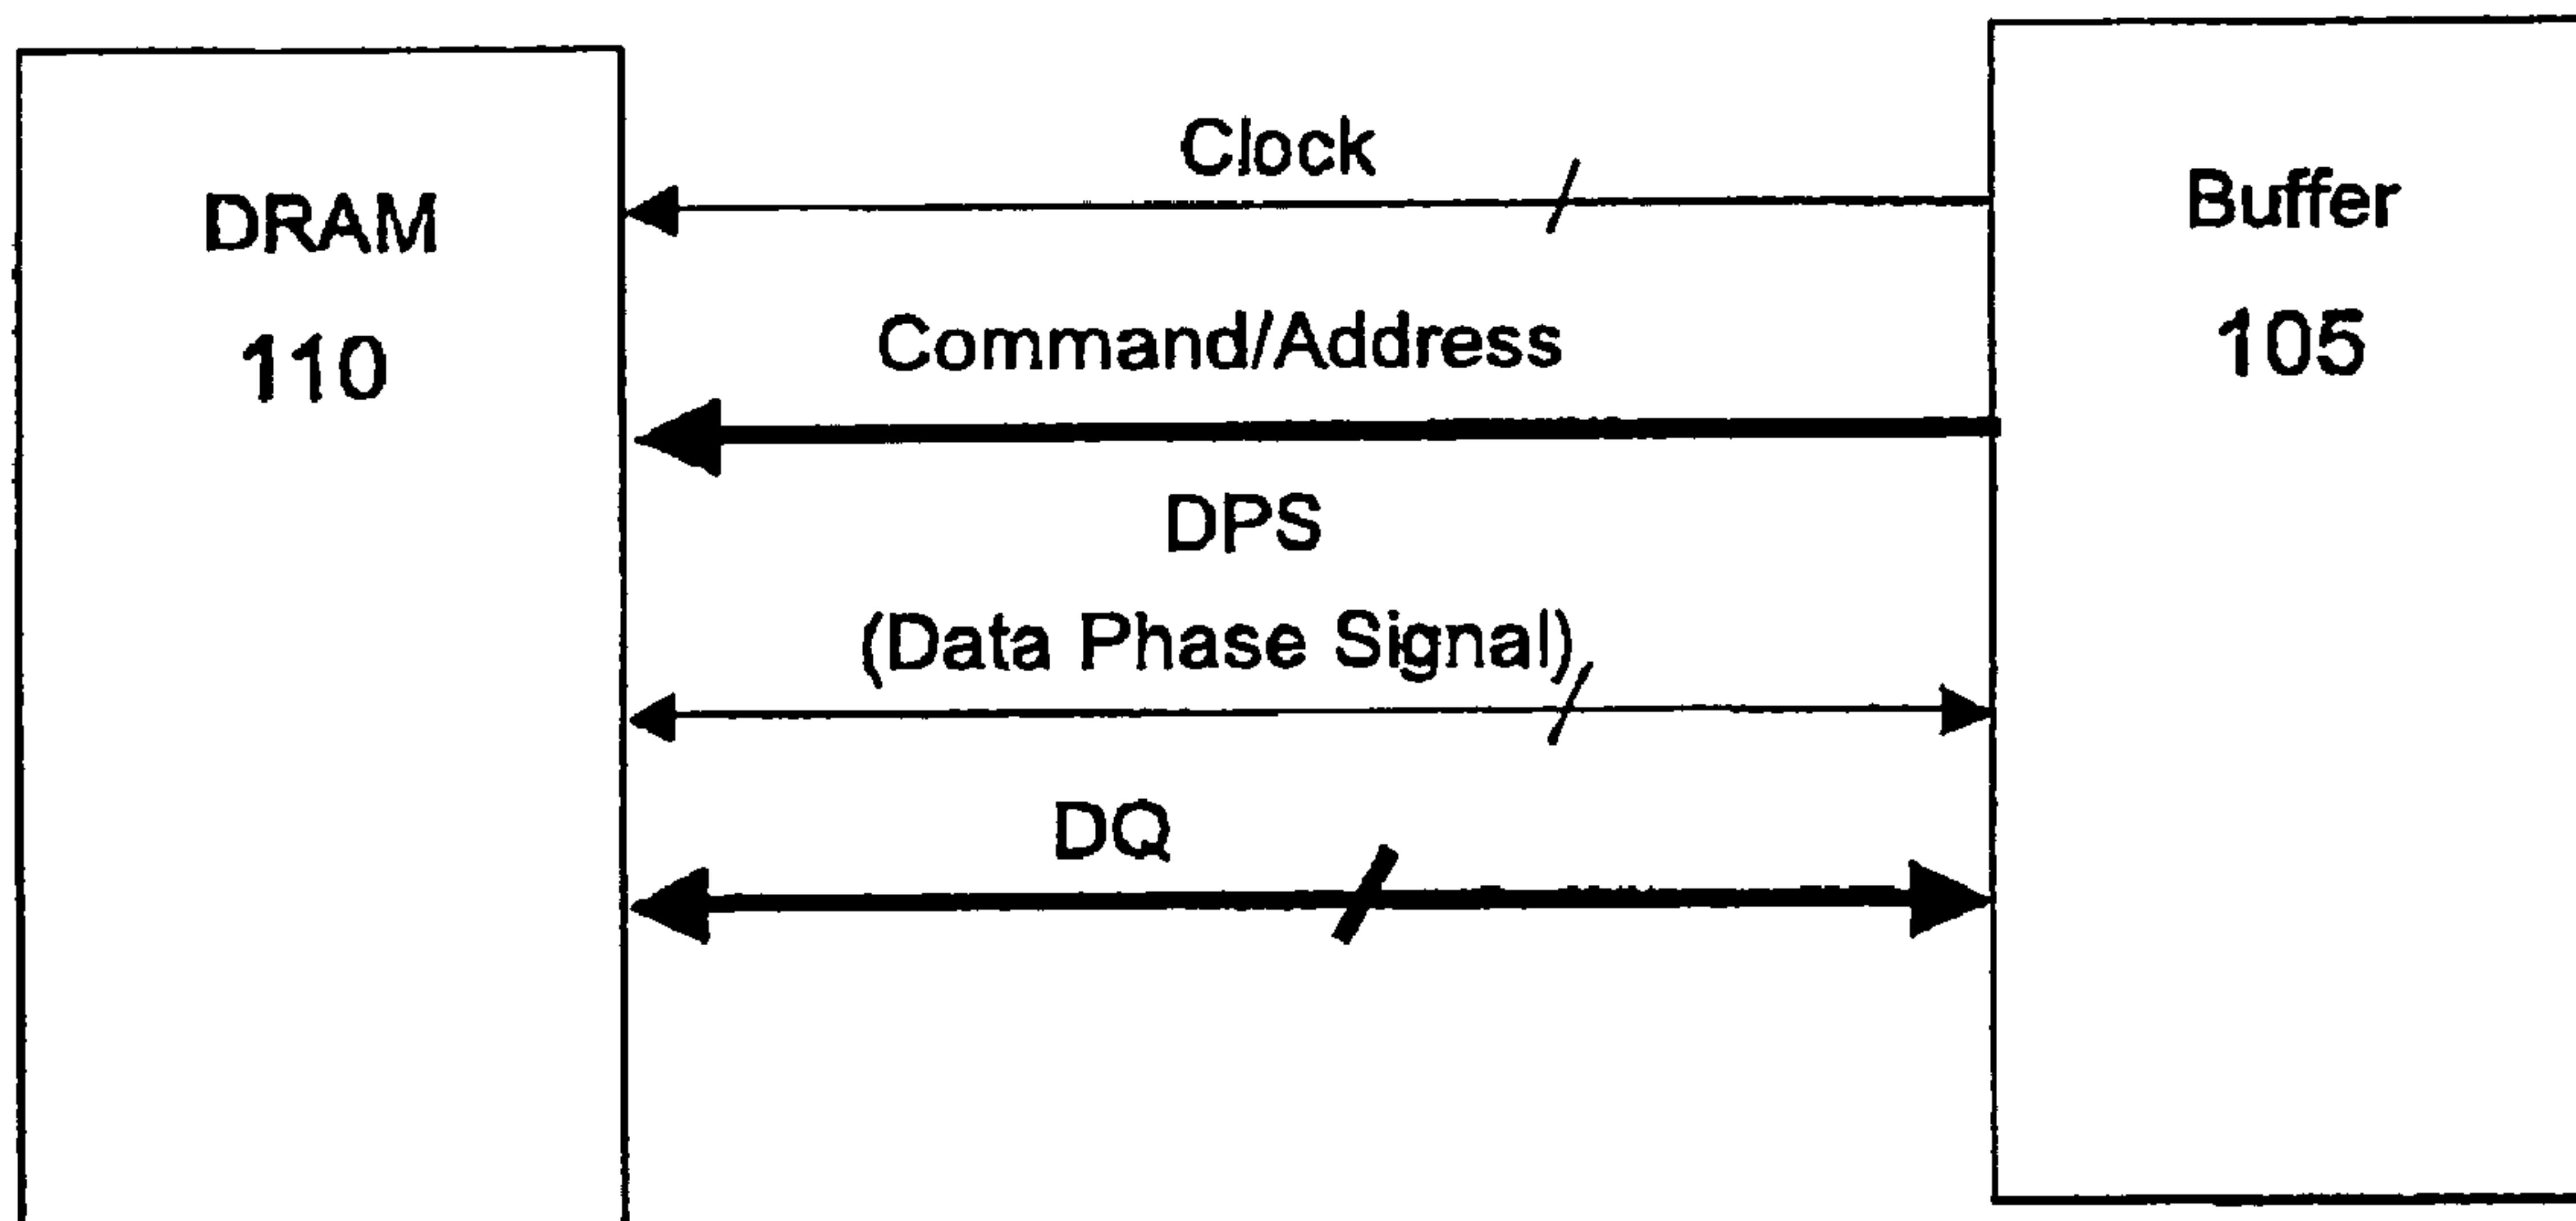 DRAM
110
Clock
Command/Address
DPS
(Data Phase Signal)
DQ
Buffer
105